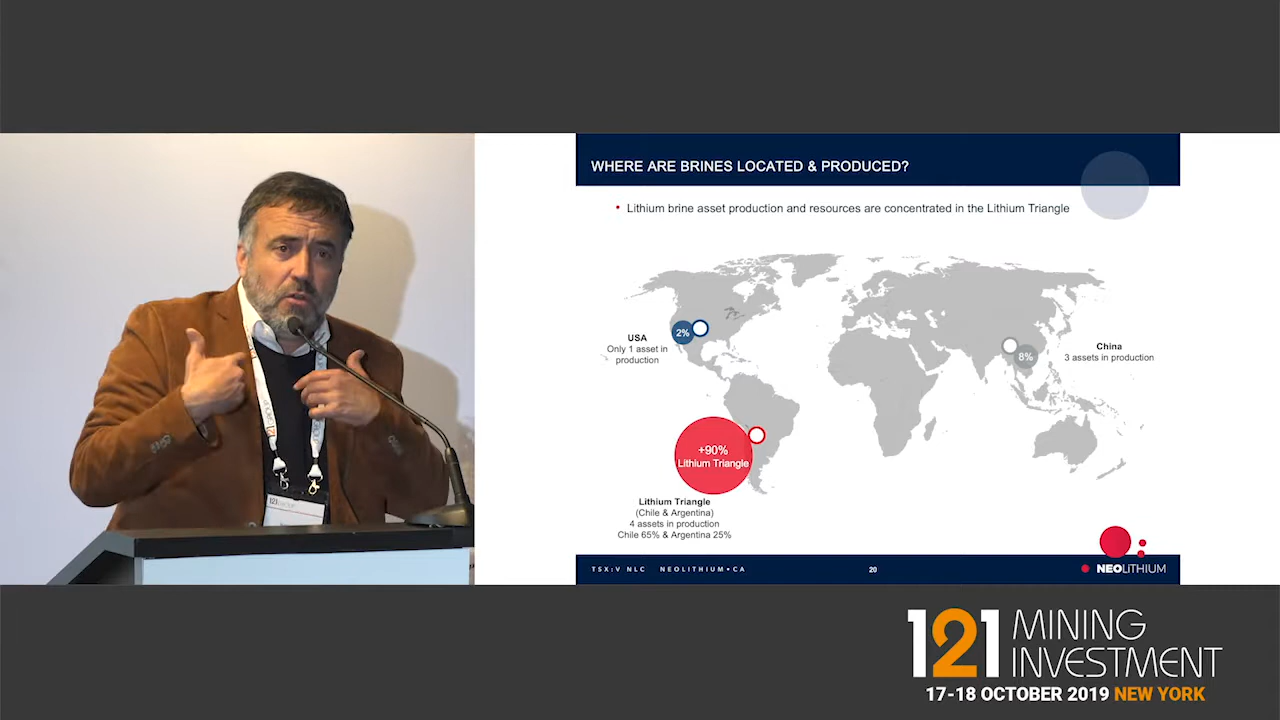 WHERE ARE BRINES LOCATED & PRODUCED?
• Lithium brine asset production and resources are concentrated in the Lithium Triangle
USA
Only 1 asset in
production
2%
China
3 assets in production
8%
+90%
Lithium Triangle
Lithium Triangle
(Chile & Argentina)
4 assets in production
Chile 65% & Argentina 25%
TSX:V NLC NEOLITHIUM•CA
20
NEOLITHIUM
121
121 MINING
INVESTMENT
17-18 OCTOBER 2019 NEW YORK